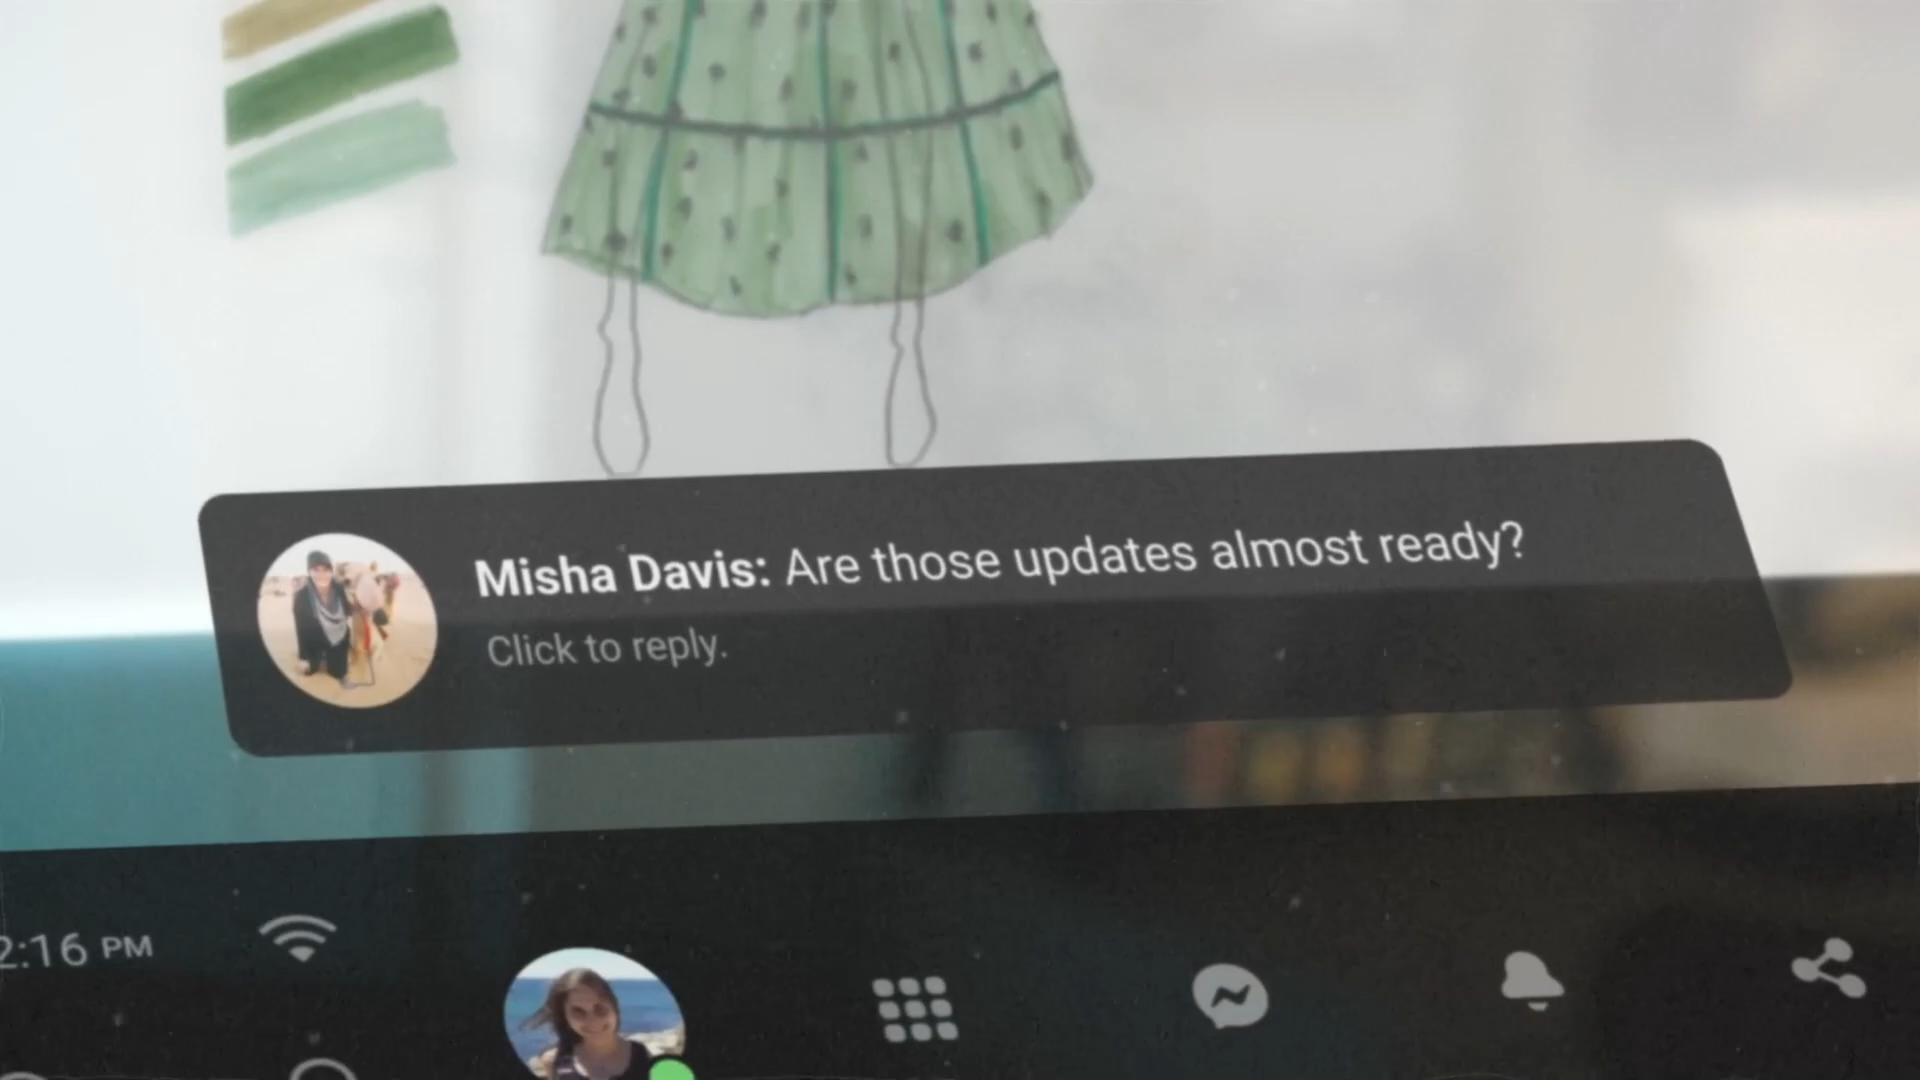 Misha Davis: Are those updates almost ready?
Click to reply.
2:16 PM